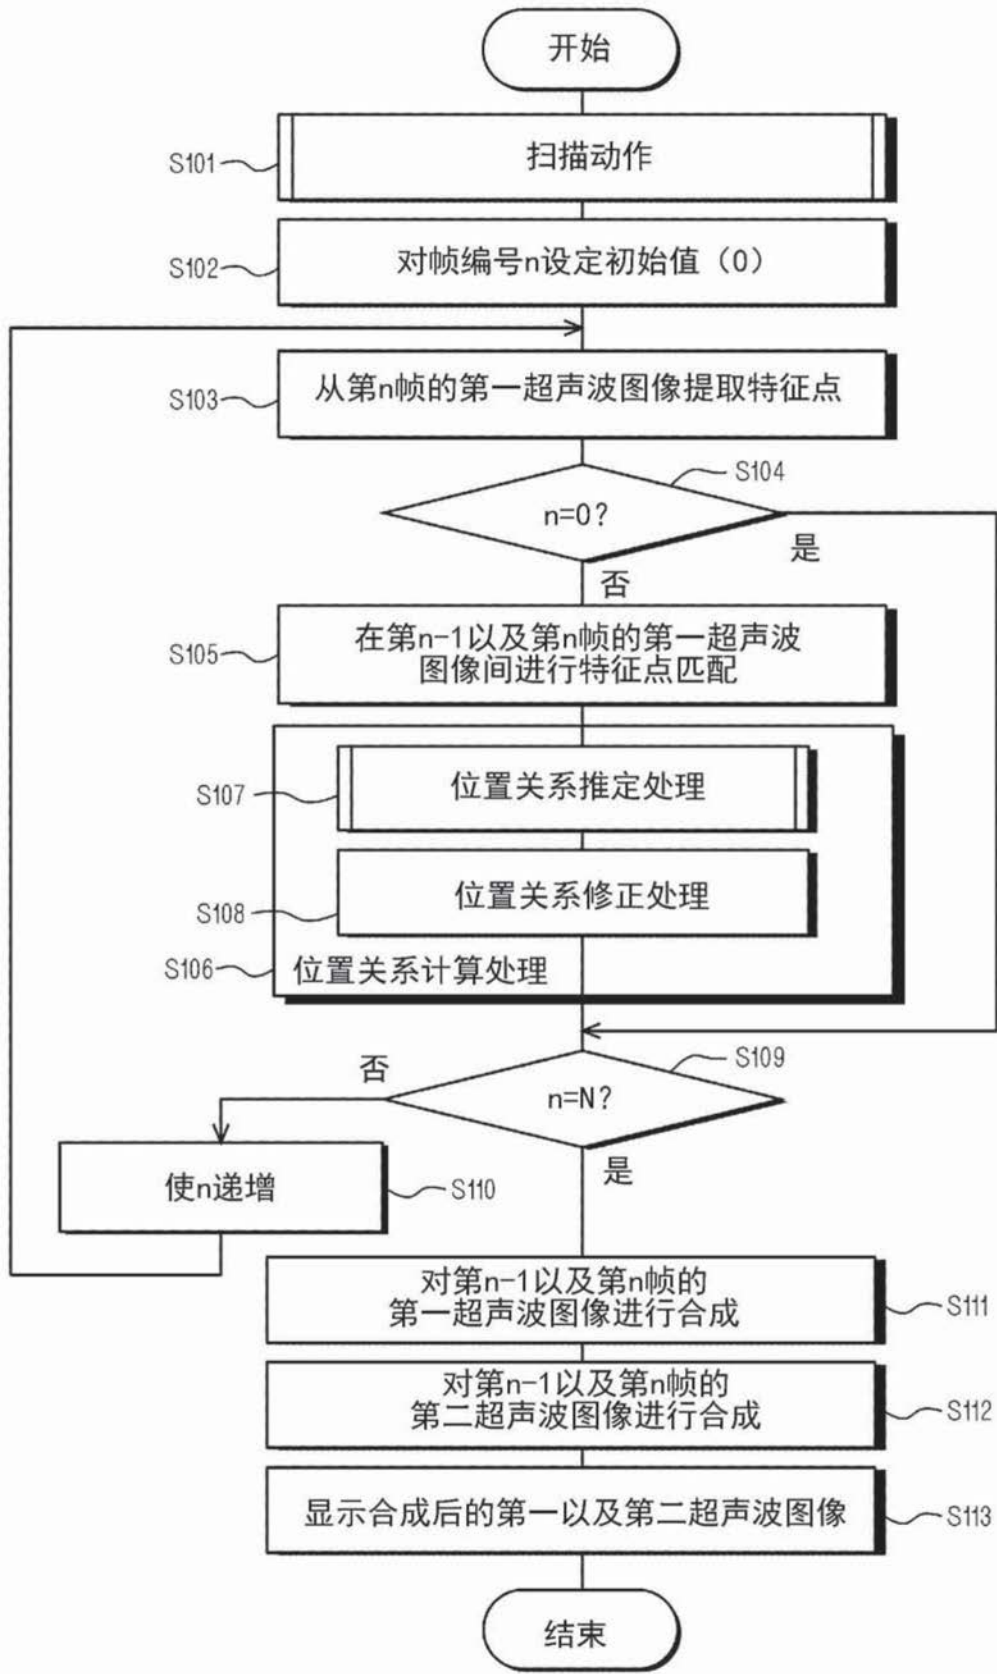 开始
S101
扫描动作
S102
对帧编号n设定初始值（0）
S103
从第n帧的第一超声波图像提取特征点
S104
n=0?
是
否
S105
在第n-1以及第n帧的第一超声波
图像间进行特征点匹配
S107
位置关系推定处理
S108
位置关系修正处理
S106
位置关系计算处理
S109
否
n=N?
是
使n递增
S110
对第n-1以及第n帧的
第一超声波图像进行合成
S111
对第n-1以及第n帧的
第二超声波图像进行合成
S112
显示合成后的第一以及第二超声波图像
S113
结束